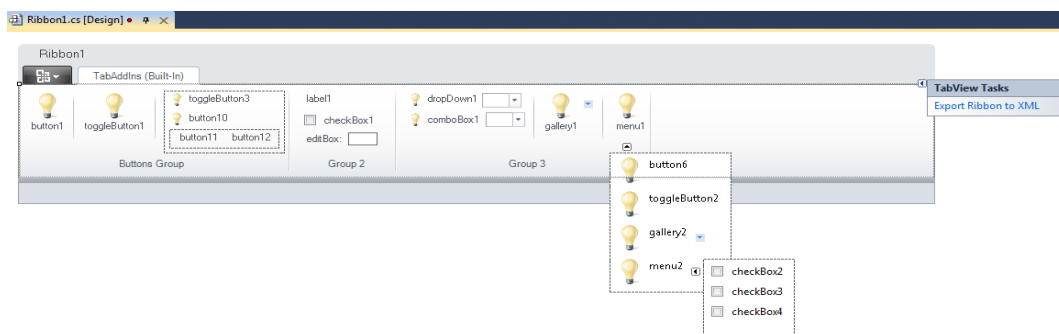 Ribbon1.cs [Design]
Ribbon1
TabAddIns (Built-In)
TabView Tasks
Export Ribbon to XML
button1
toggleButton1
toggleButton3
button10
button11 button12
Buttons Group
label1
checkBox1
editBox:
Group 2
dropDown1
comboBox1
gallery1
menu1
Group 3
button6
toggleButton2
gallery2
menu2
checkBox2
checkBox3
checkBox4